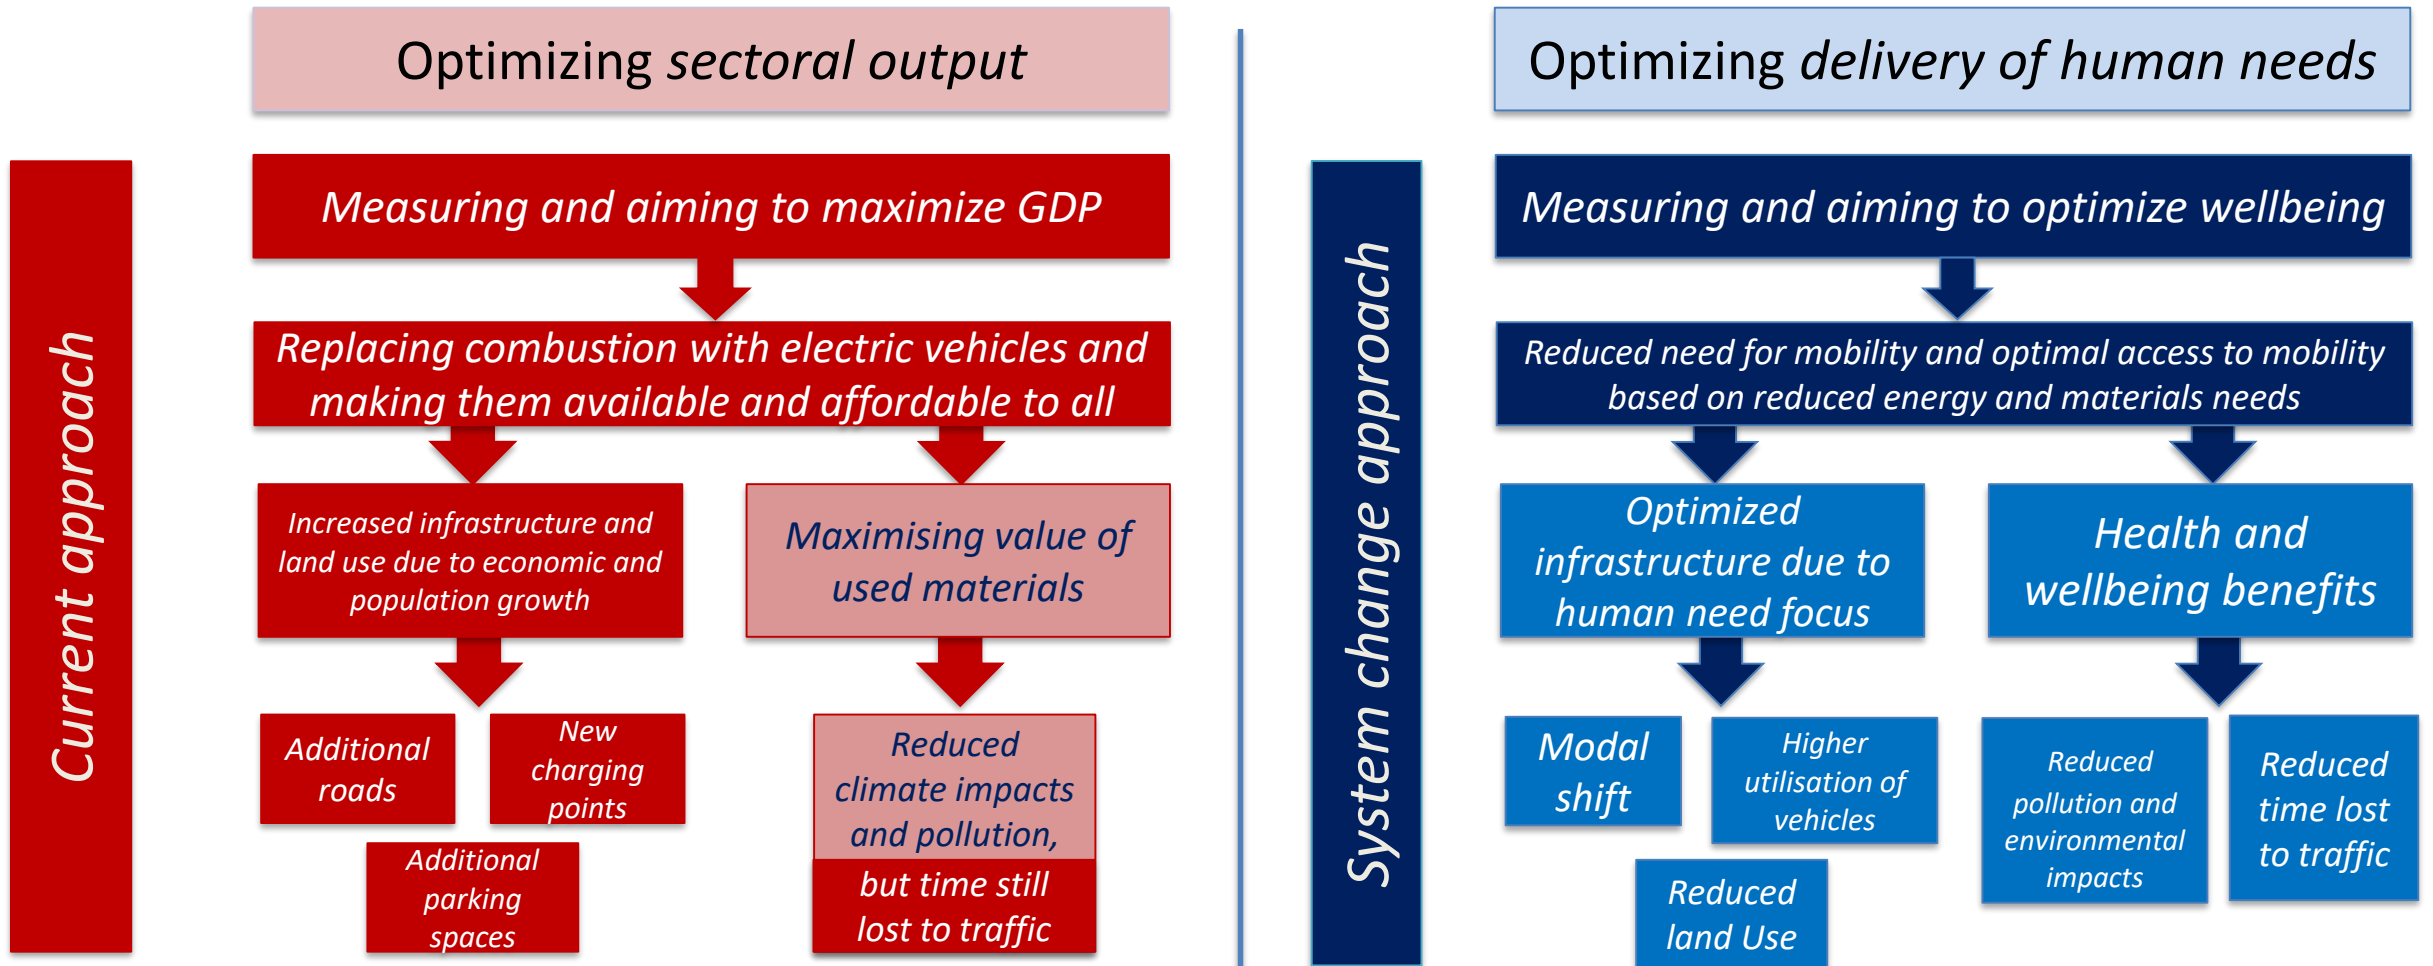 Optimizing sectoral output
Current approach
Measuring and aiming to maximize GDP
Replacing combustion with electric vehicles and
making them available and affordable to all
Increased infrastructure and
land use due to economic and
population growth
Maximising value of
used materials
Additional
roads
New
charging
points
Additional
parking
spaces
Reduced
climate impacts
and pollution,
but time still
lost to traffic
Optimizing delivery of human needs
System change approach
Measuring and aiming to optimize wellbeing
Reduced need for mobility and optimal access to mobility
based on reduced energy and materials needs
Optimized
infrastructure due to
human need focus
Health and
wellbeing benefits
Modal
shift
Higher
utilisation of
vehicles
Reduced
land Use
Reduced
pollution and
environmental
impacts
Reduced
time lost
to traffic